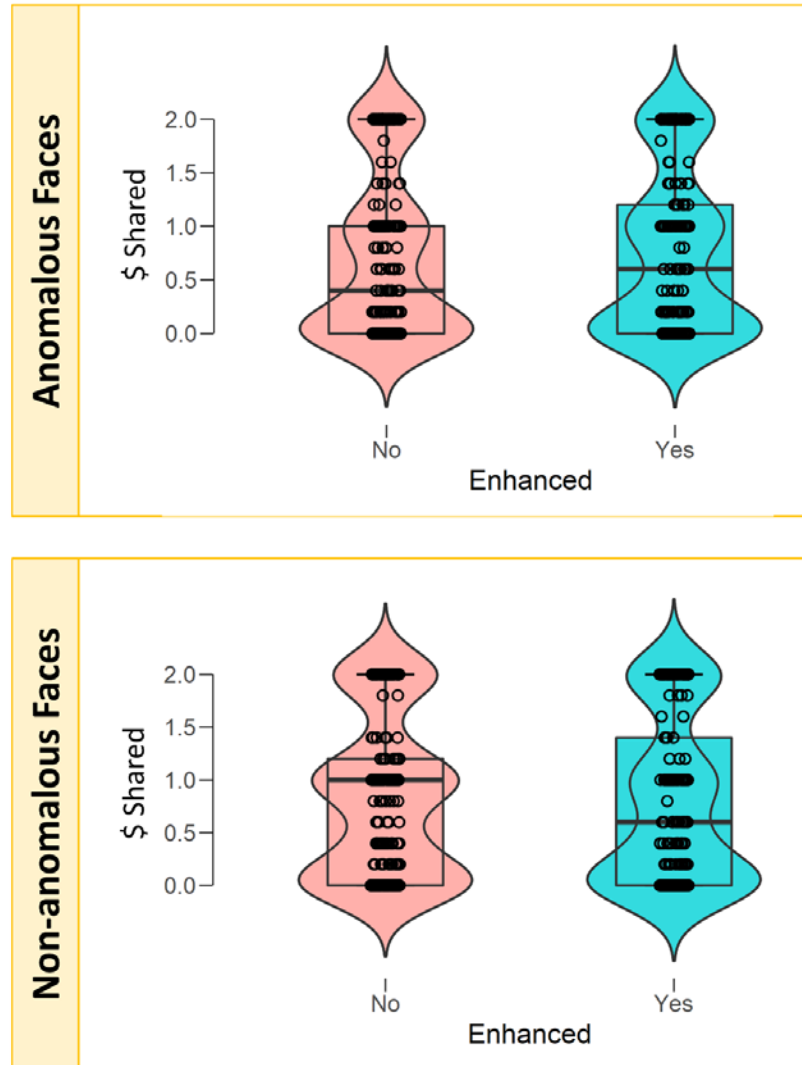 Anomalous Faces
$ Shared
2.0
1.5
1.0
0.5
0.0
No
Yes
Enhanced
Non-anomalous Faces
$ Shared
2.0
1.5
1.0
0.5
0.0
No
Yes
Enhanced